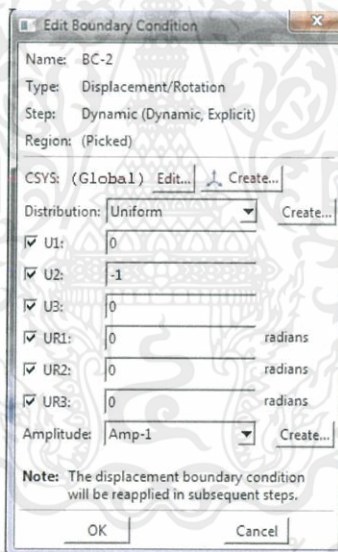 Edit Boundary Condition
Name: BC-2
Type: Displacement/Rotation
Step: Dynamic (Dynamic, Explicit)
Region: (Picked)
CSYS: (Global) Edit... Create...
Distribution: Uniform Create...
U1: 0
U2: -1
U3: 0
UR1: 0 radians
UR2: 0 radians
UR3: 0 radians
Amplitude: Amp-1 Create...
Note: The displacement boundary condition
will be reapplied in subsequent steps.
OK Cancel